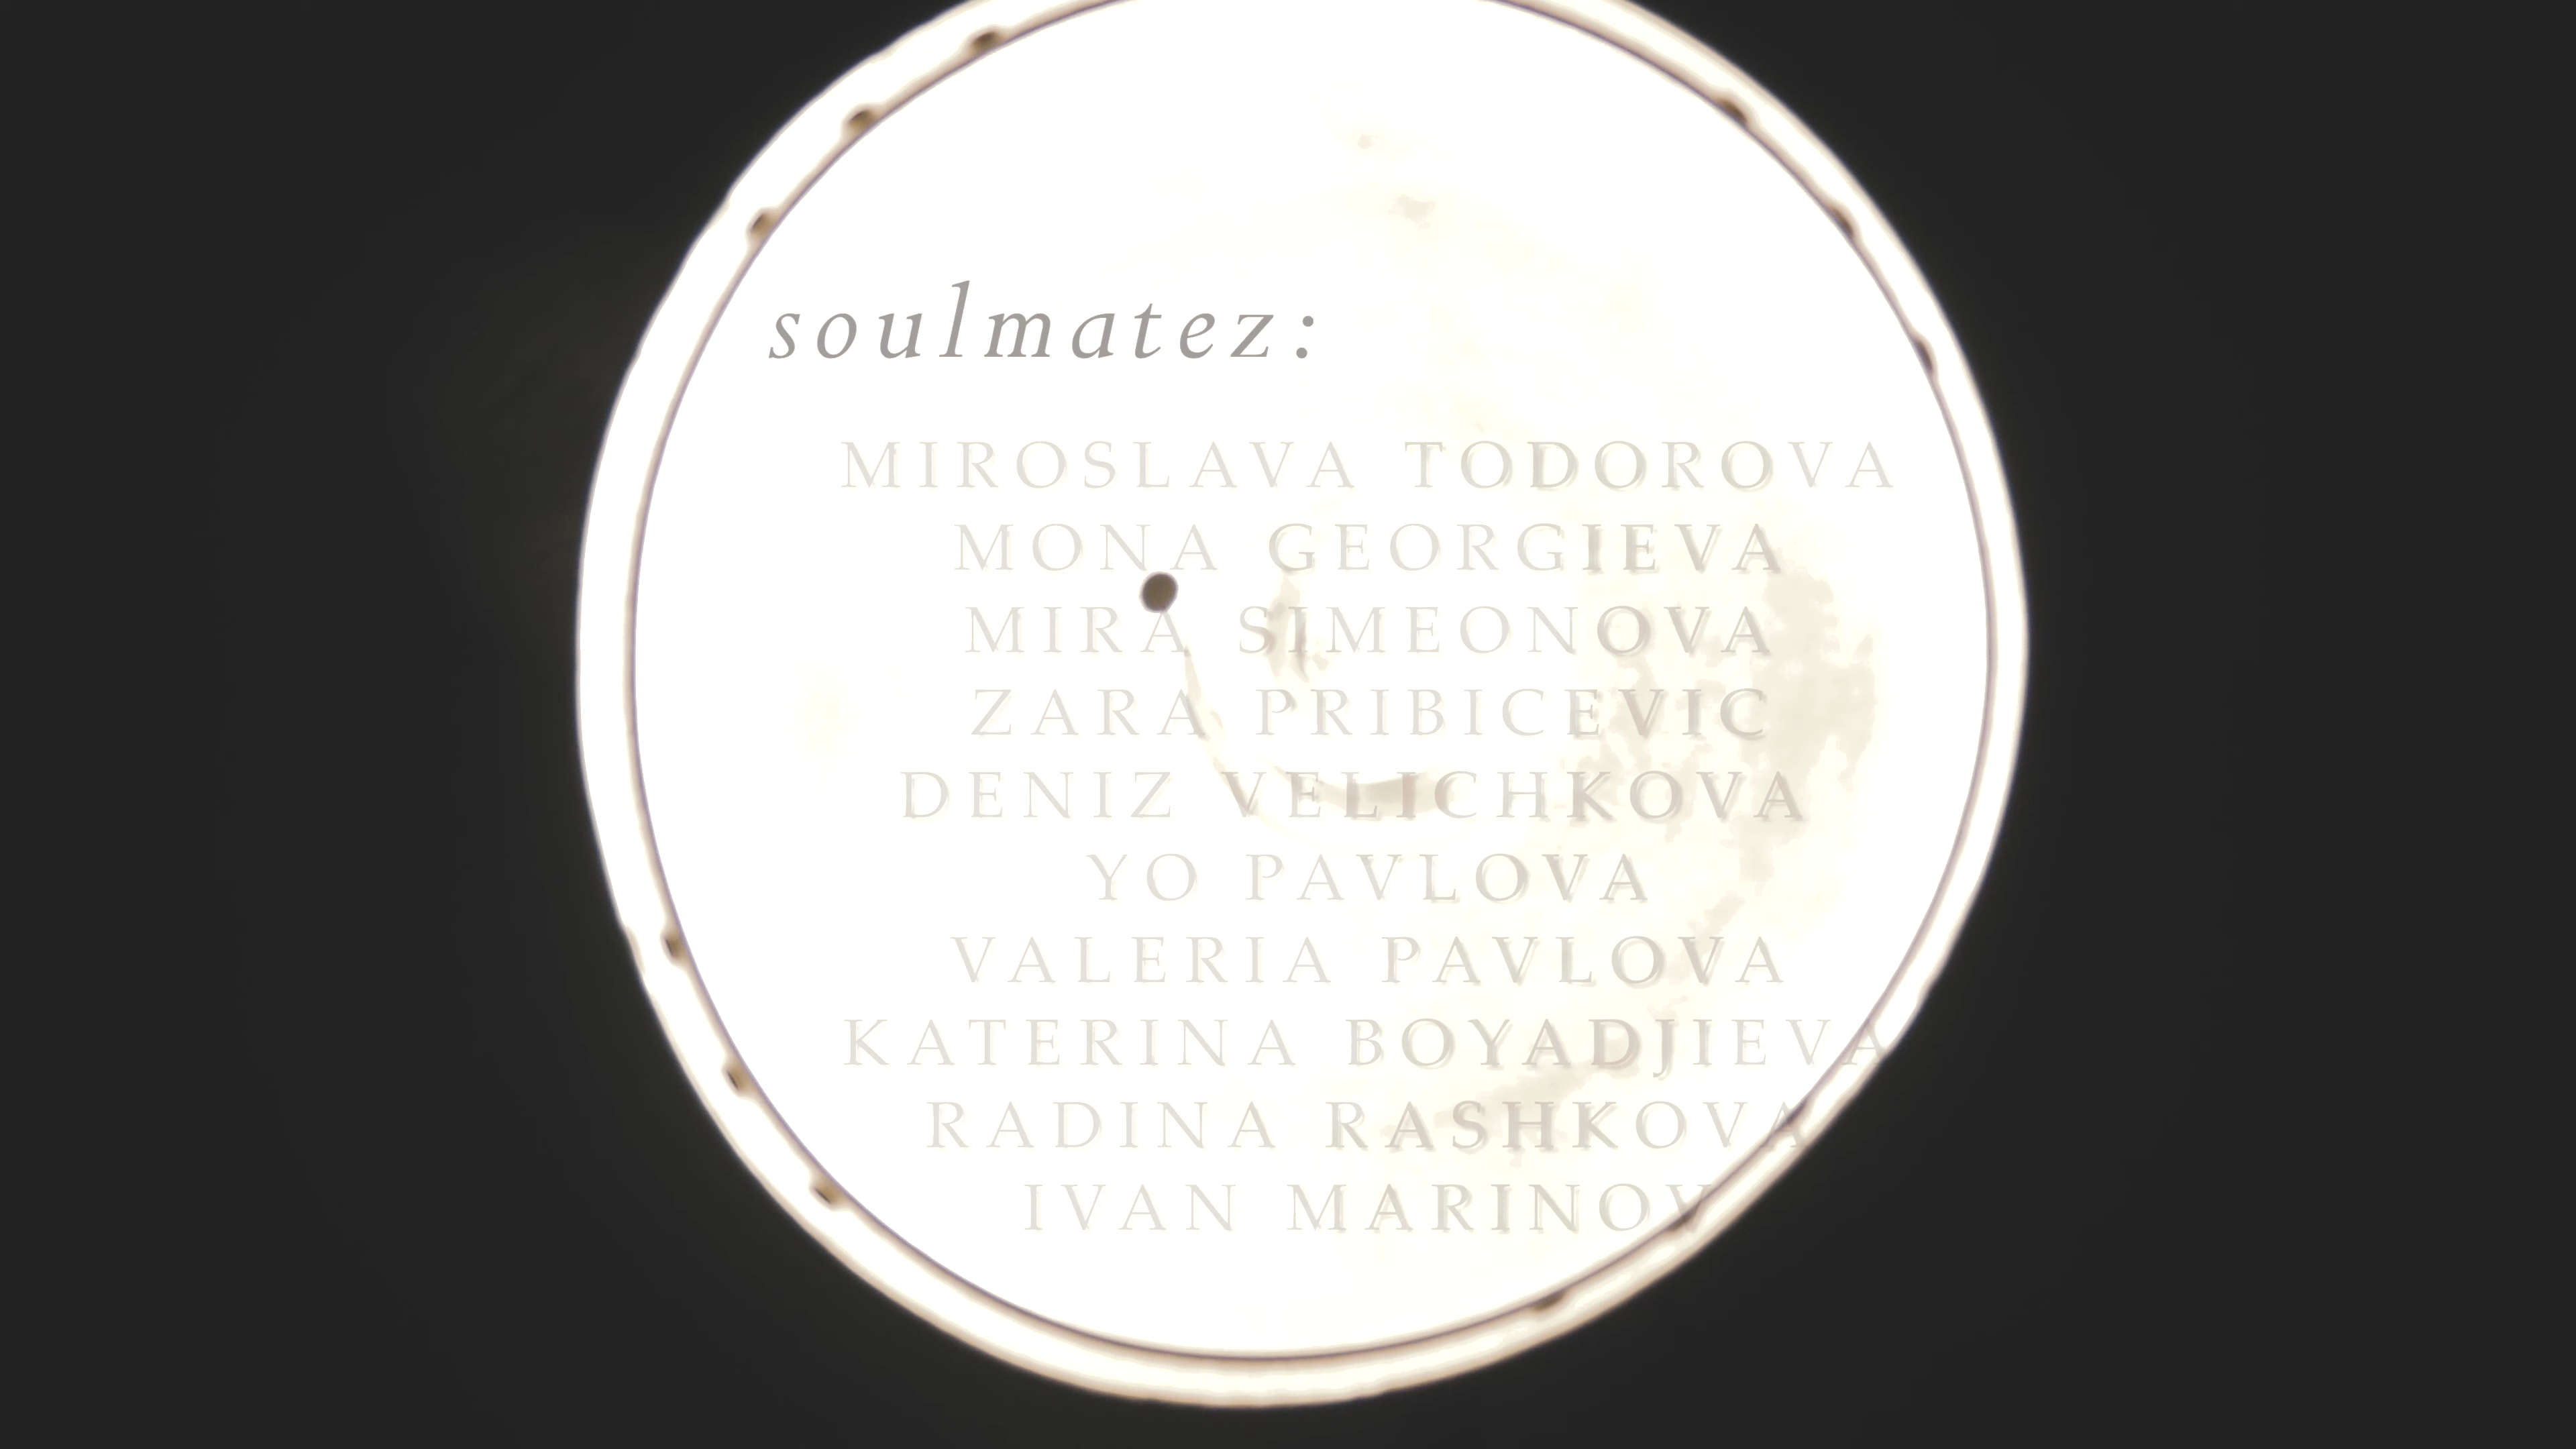 soulmatez:
MIROSLAVA TODOROVA
MONA GEORGIEVA
MIRA SIMEONOVA
ZARA PRIBICEVIC
DENIZ VELICHKOVA
YO PAVLOVA
VALERIA PAVLOVA
KATERINA BOYADJIEVA
RADINA RASHKOVA
IVAN MARINOV